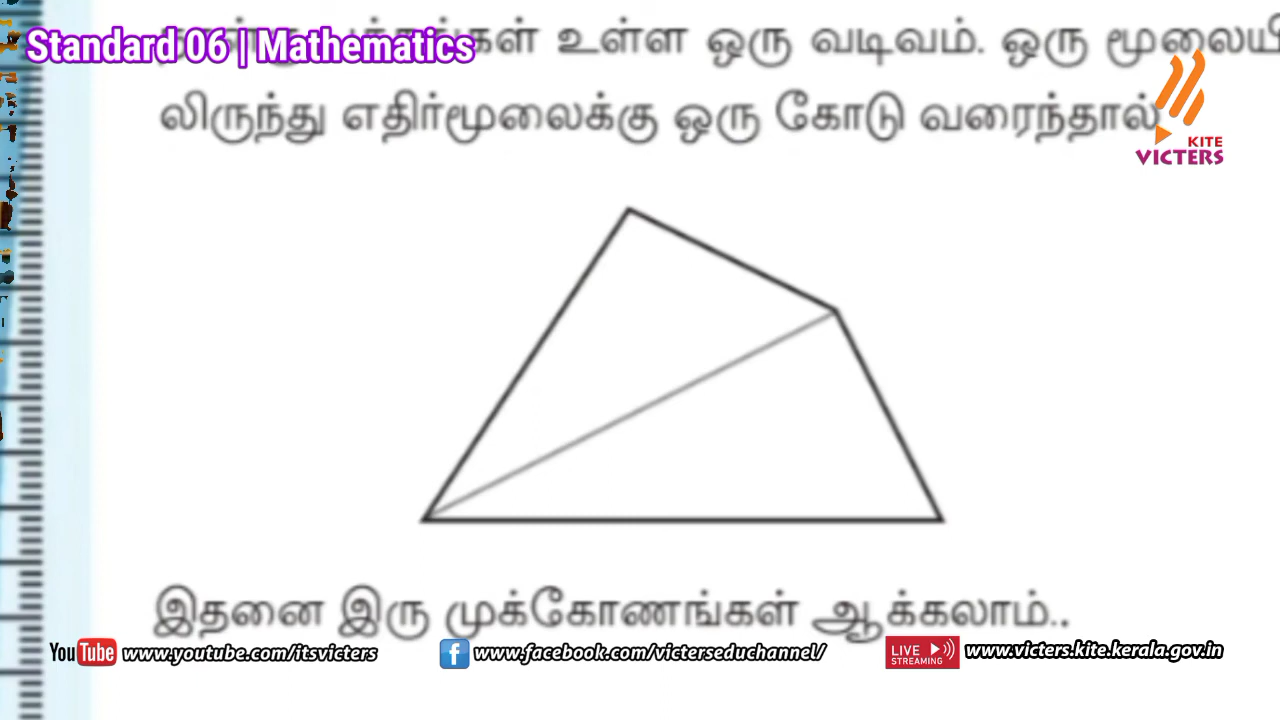 Standard 06 | Mathematics
உள்ள ஒரு வடிவம். ஒரு மூலையி
லிருந்து எதிர்மூலைக்கு ஒரு கோடு வரைந்தால்
KITE
VICTERS
இதனை இரு முக்கோணங்கள் ஆக்கலாம்..
YouTube www.youtube.com/itsvicters
f www.facebook.com/victerseduchannel/
LIVE STREAMING www.victers.kite.kerala.gov.in